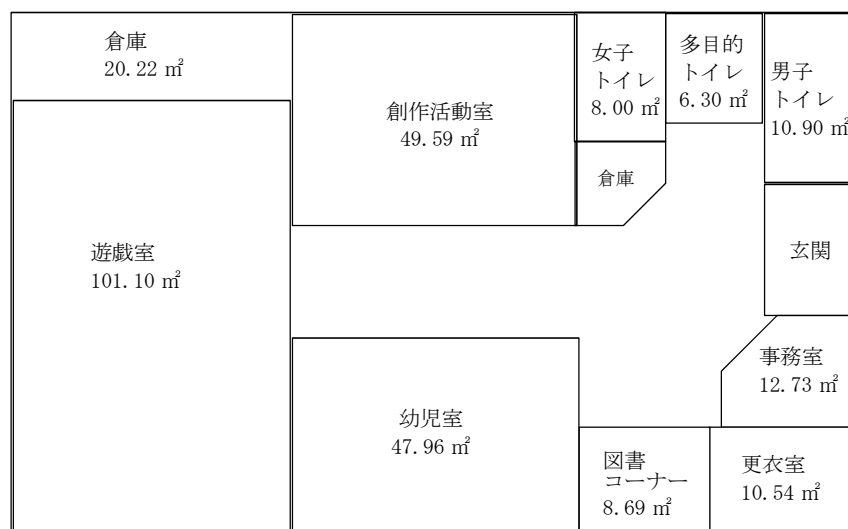 倉庫
20.22 ㎡
創作活動室
49.59 ㎡
女子
トイレ
8.00 ㎡
多目的
トイレ
6.30 ㎡
男子
トイレ
10.90 ㎡
倉庫
遊戯室
101.10 ㎡
玄関
事務室
12.73 ㎡
幼児室
47.96 ㎡
図書
コーナー
8.69 ㎡
更衣室
10.54 ㎡